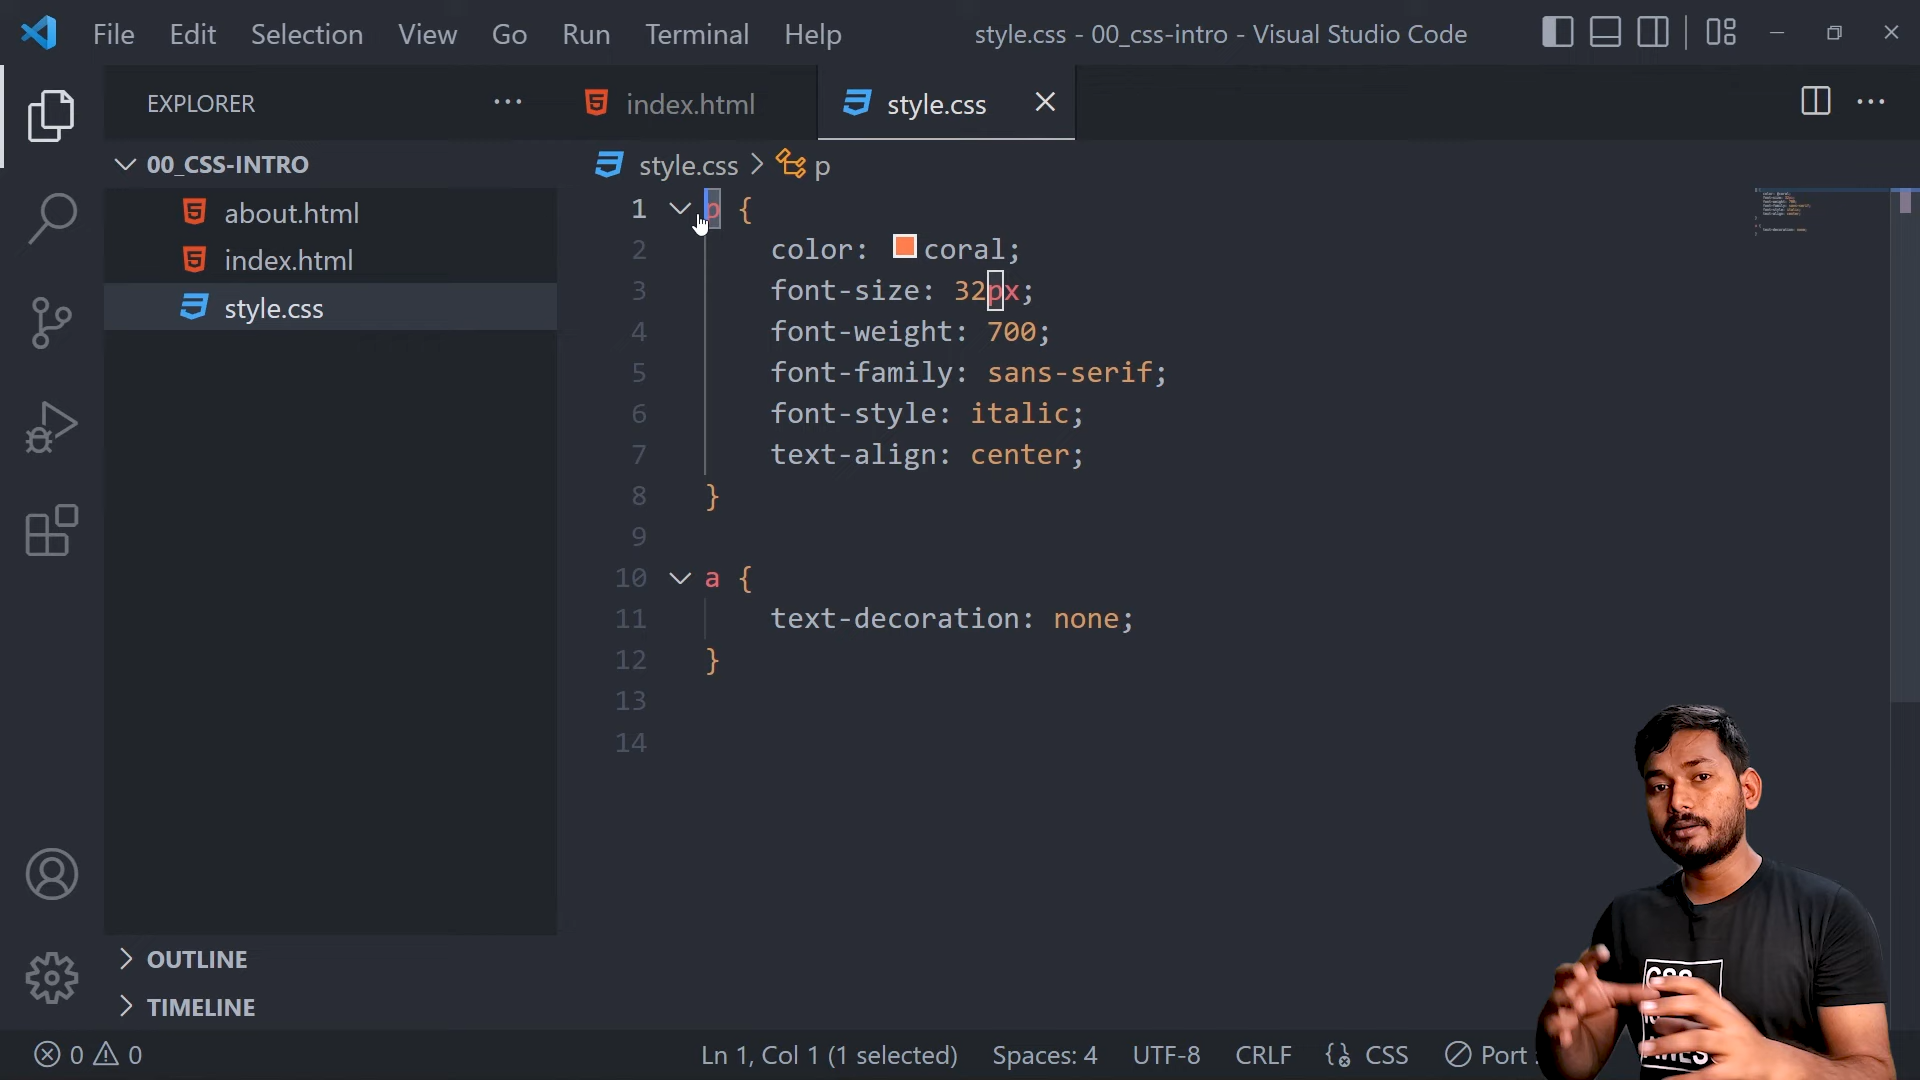 File Edit Selection View Go Run Terminal Help style.css - 00_css-intro - Visual Studio Code
EXPLORER
index.html
style.css
00_CSS-INTRO
about.html
index.html
style.css
OUTLINE
TIMELINE
style.css > p
1 p {
2 color: coral;
3 font-size: 32px;
4 font-weight: 700;
5 font-family: sans-serif;
6 font-style: italic;
7 text-align: center;
8 }
9
10 a {
11 text-decoration: none;
12 }
13
14
CSS
0 0 Ln 1, Col 1 (1 selected) Spaces: 4 UTF-8 CRLF CSS Port :